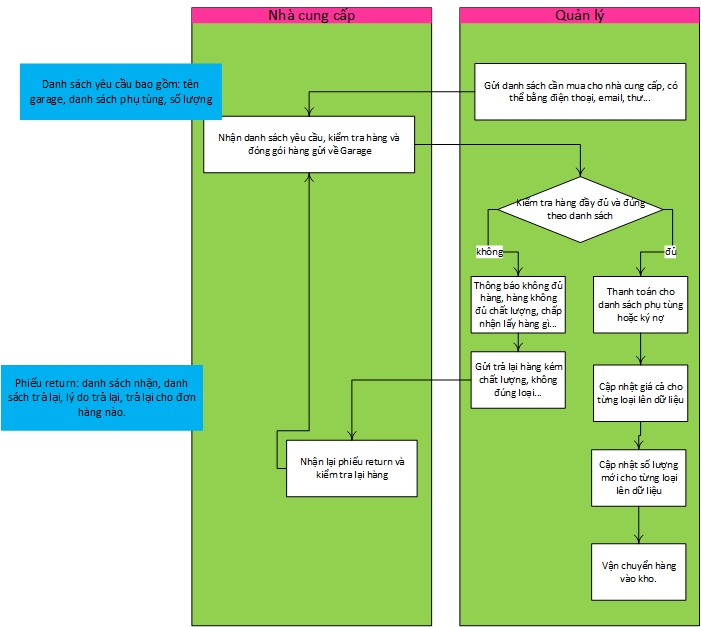 Nhà cung cấp
Quản lý
Danh sách yêu cầu bao gồm: tên
garage, danh sách phụ tùng, số lượng
Gửi danh sách cần mua cho nhà cung cấp, có
thể bằng điện thoại, email, thư...
Nhận danh sách yêu cầu, kiểm tra hàng và
đóng gói hàng gửi về Garage
Kiểm tra hàng đầy đủ và đúng
theo danh sách
không
đủ
Thông báo không đủ
hàng, hàng không
đủ chất lượng, chấp
nhận lấy hàng gì...
Thanh toán cho
danh sách phụ tùng
hoặc ký nợ
Gửi trả lại hàng kém
chất lượng, không
đúng loại...
Cập nhật giá cả cho
từng loại lên dữ liệu
Phiếu return: danh sách nhận, danh
sách trả lại, lý do trả lại, trả lại cho đơn
hàng nào.
Nhận lại phiếu return và
kiểm tra lại hàng
Cập nhật số lượng
mới cho từng loại
lên dữ liệu
Vận chuyển hàng
vào kho.